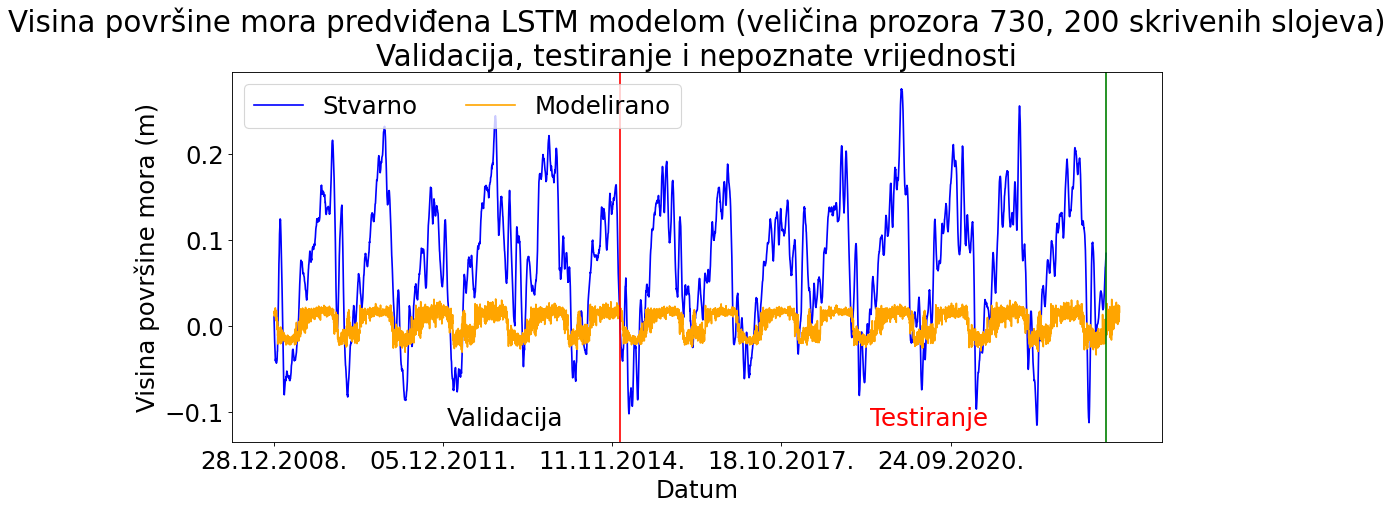 Visina površine mora predviđena LSTM modelom (veličina prozora 730, 200 skrivenih slojeva)
Validacija, testiranje i nepoznate vrijednosti
Stvarno Modelirano
Visina površine mora (m)
0.2
0.1
0.0
−0.1
Validacija Testiranje
28.12.2008. 05.12.2011. 11.11.2014. 18.10.2017. 24.09.2020.
Datum